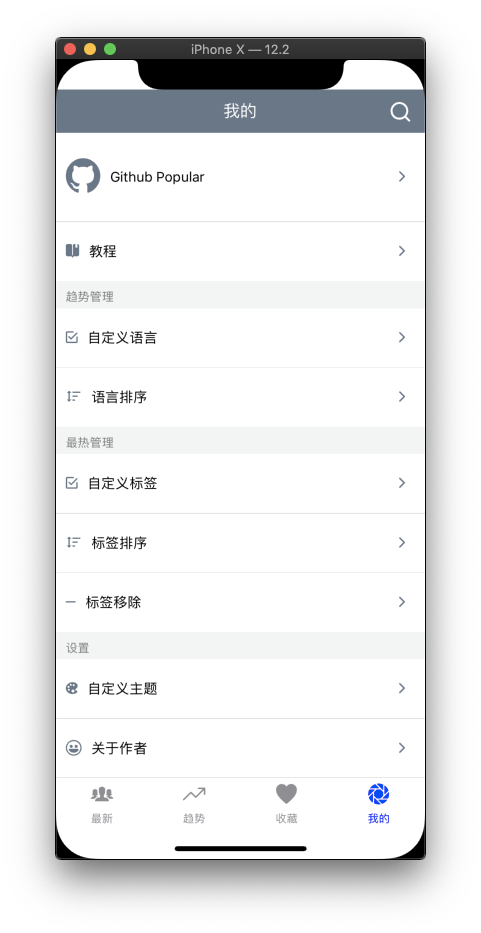 iPhone X — 12.2
我的
Github Popular
教程
趋势管理
自定义语言
语言排序
最热管理
自定义标签
标签排序
标签移除
设置
自定义主题
关于作者
最新
趋势
收藏
我的